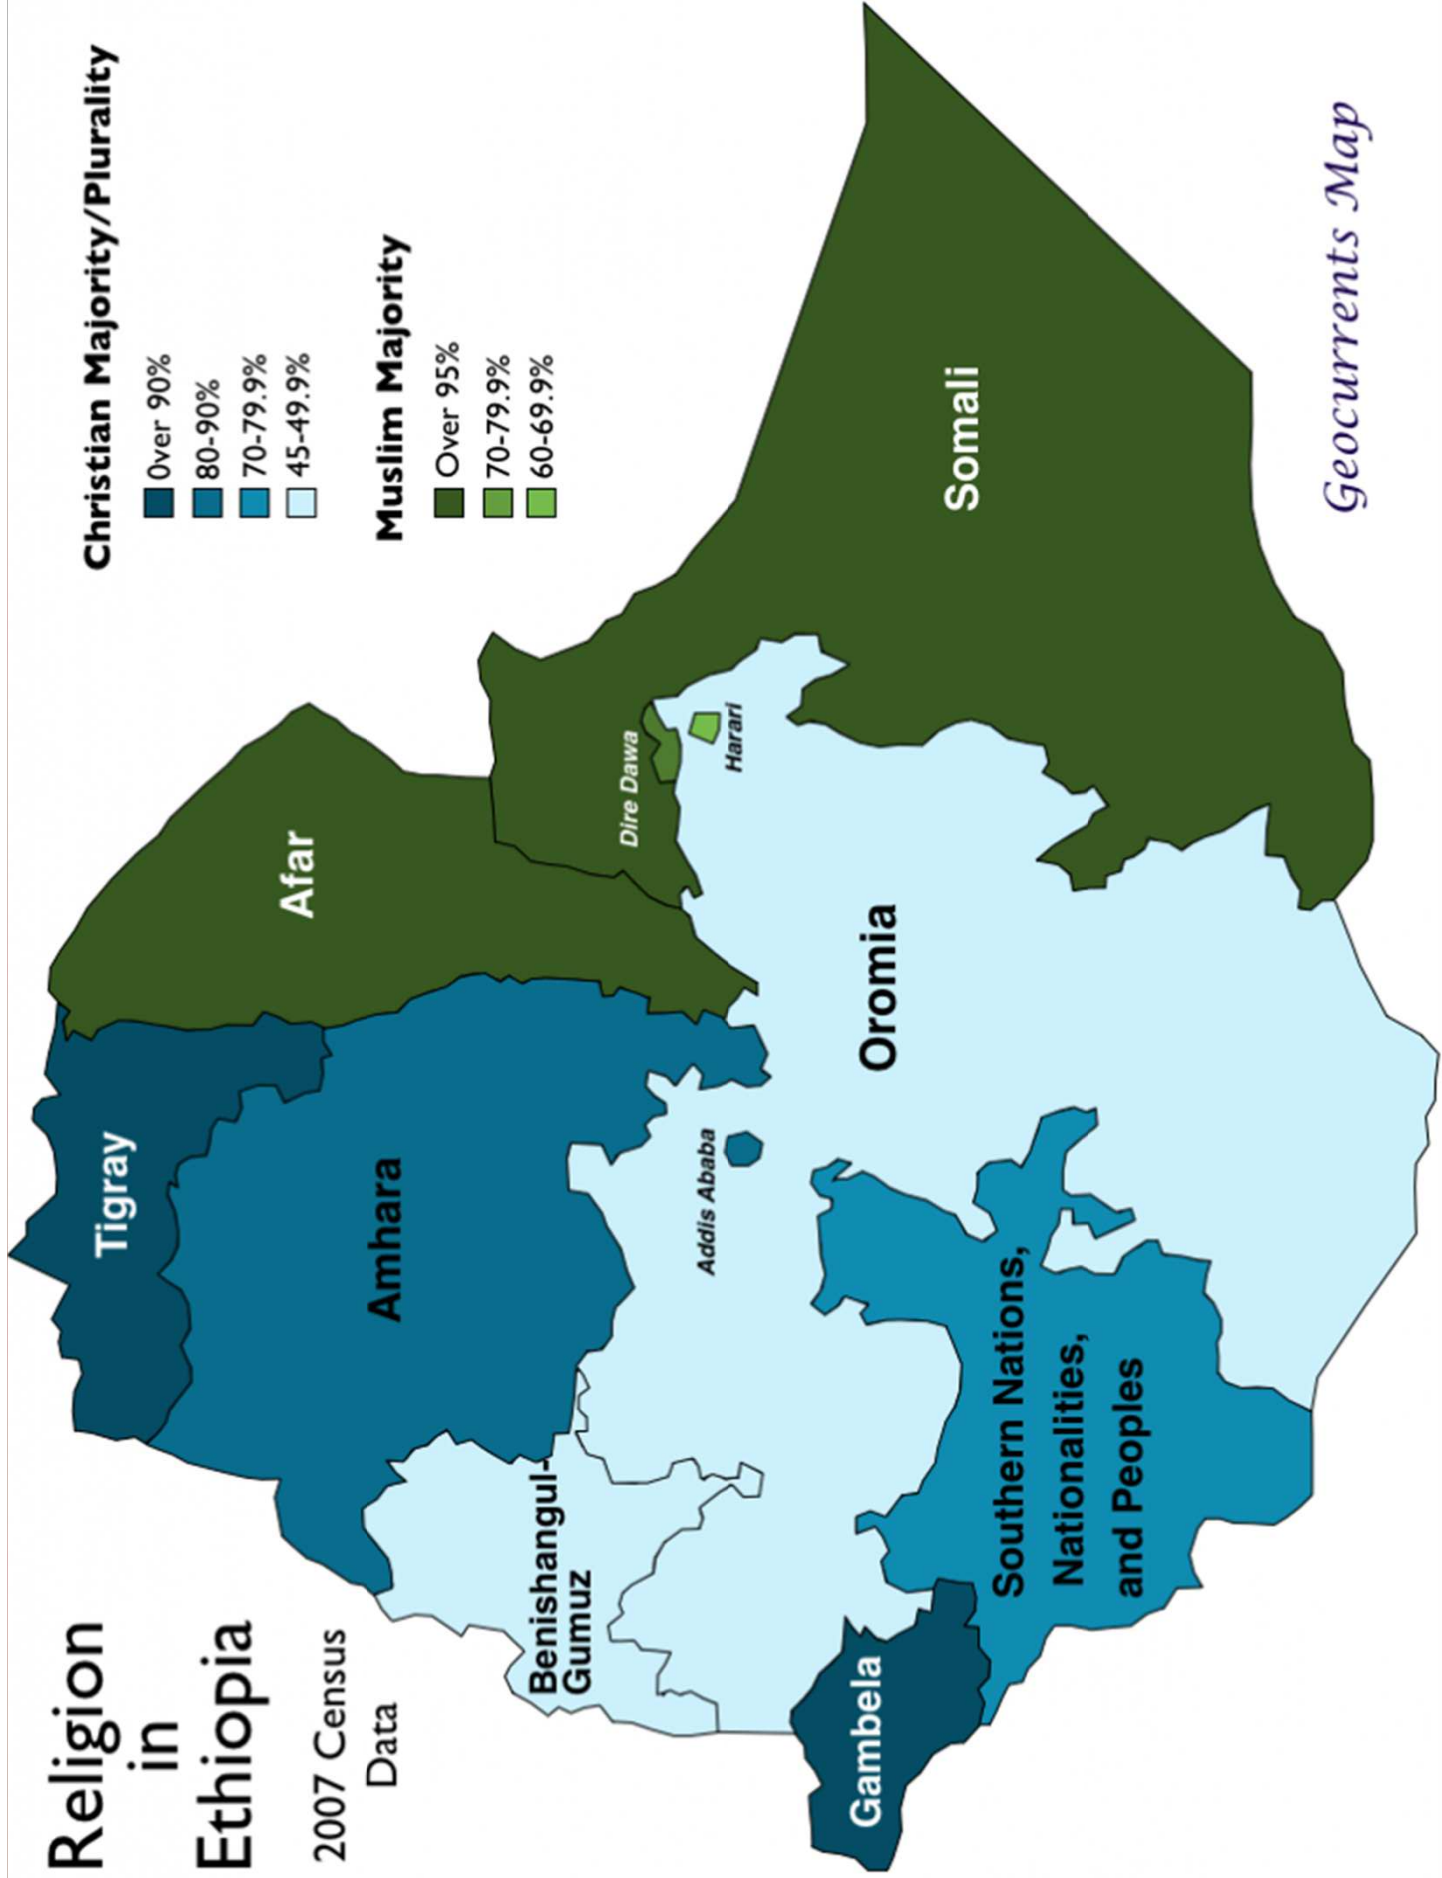 Religion
in
Ethiopia
2007 Census
Data
Christian Majority/Plurality
Over 90%
80-90%
70-79.9%
45-49.9%
Muslim Majority
Over 95%
70-79.9%
60-69.9%
Tigray
Afar
Amhara
Benishangul-
Gumuz
Dire Dawa
Harari
Addis Ababa
Oromia
Somali
Gambela
Southern Nations,
Nationalities,
and Peoples
Geocurrents Map